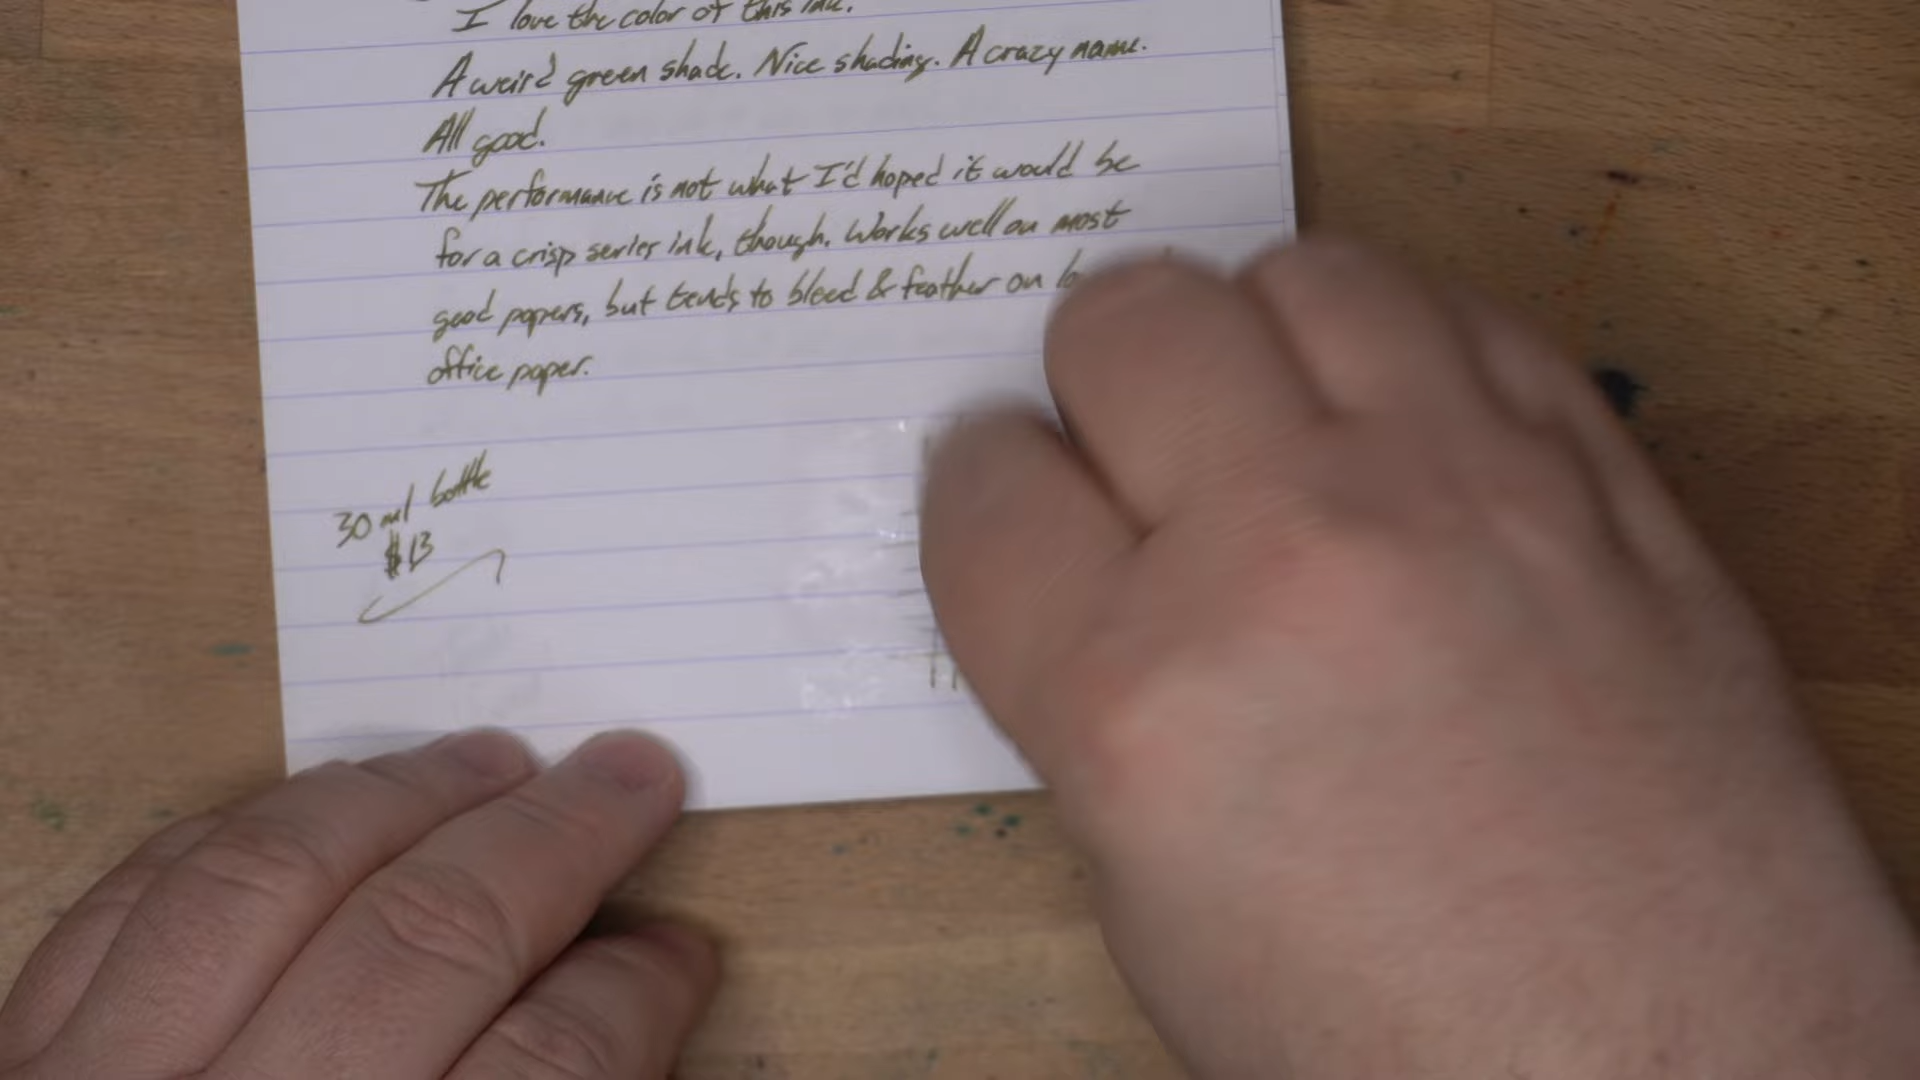 I love the color of this ink.
A weird green shade. Nice shading. A crazy name.
All good.
The performance is not what I'd hoped it would be
for a crisp series ink, though. Works well on most
good papers, but tends to bleed & feather on
office paper.
30 ml bottle
$13